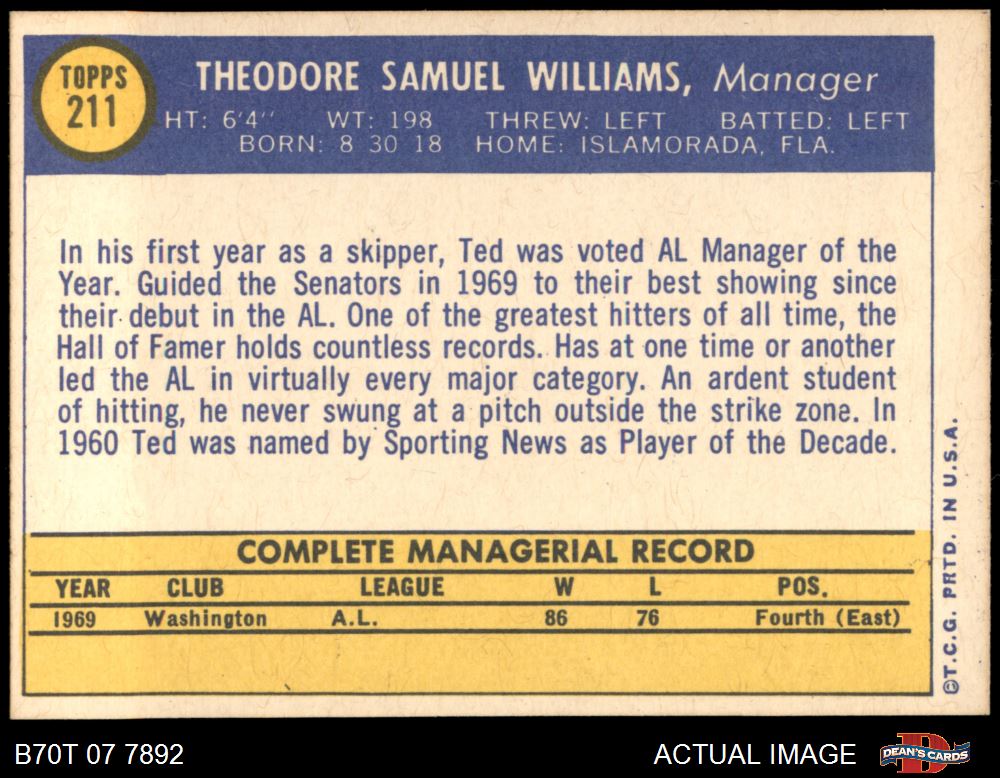 TOPPS
211
THEODORE SAMUEL WILLIAMS, Manager
HT: 6'4" WT: 198 THREW: LEFT BATTED: LEFT
BORN: 8 30 18 HOME: ISLAMORADA, FLA.
In his first year as a skipper, Ted was voted AL Manager of the
Year. Guided the Senators in 1969 to their best showing since
their debut in the AL. One of the greatest hitters of all time, the
Hall of Famer holds countless records. Has at one time or another
led the AL in virtually every major category. An ardent student
of hitting, he never swung at a pitch outside the strike zone. In
1960 Ted was named by Sporting News as Player of the Decade.
COMPLETE MANAGERIAL RECORD
YEAR CLUB LEAGUE W L POS.
1969 Washington A.L. 86 76 Fourth (East)
©T.C.G. PRTD. IN U.S.A.
B70T 07 7892 ACTUAL IMAGE
D
DEAN'S CARDS